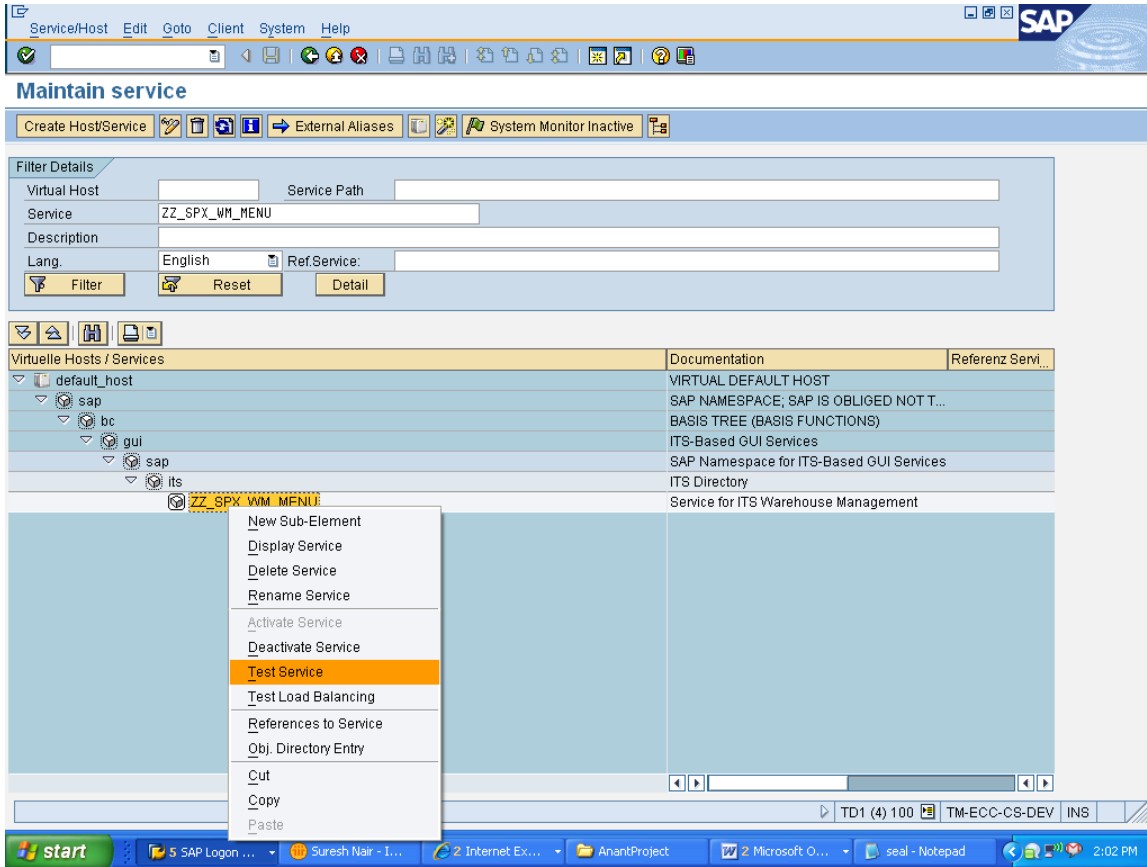 Service/Host Edit Goto Client System Help
SAP
Maintain service
Create Host/Service External Aliases System Monitor Inactive
Filter Details
Virtual Host Service Path
Service ZZ_SPX_WM_MENU
Description
Lang. English Ref.Service:
Filter Reset Detail
Virtuelle Hosts / Services Documentation Referenz Servi...
default_host VIRTUAL DEFAULT HOST
sap SAP NAMESPACE; SAP IS OBLIGED NOT T...
bc BASIS TREE (BASIS FUNCTIONS)
gui ITS-Based GUI Services
sap SAP Namespace for ITS-Based GUI Services
its ITS Directory
ZZ_SPX_WM_MENU Service for ITS Warehouse Management
New Sub-Element
Display Service
Delete Service
Rename Service
Activate Service
Deactivate Service
Test Service
Test Load Balancing
References to Service
Obj. Directory Entry
Cut
Copy
Paste
TD1 (4) 100 TM-ECC-CS-DEV INS
start 5 SAP Logon ... Suresh Nair - I... 2 Internet Ex... AnantProject 2 Microsoft O... seal - Notepad 2:02 PM